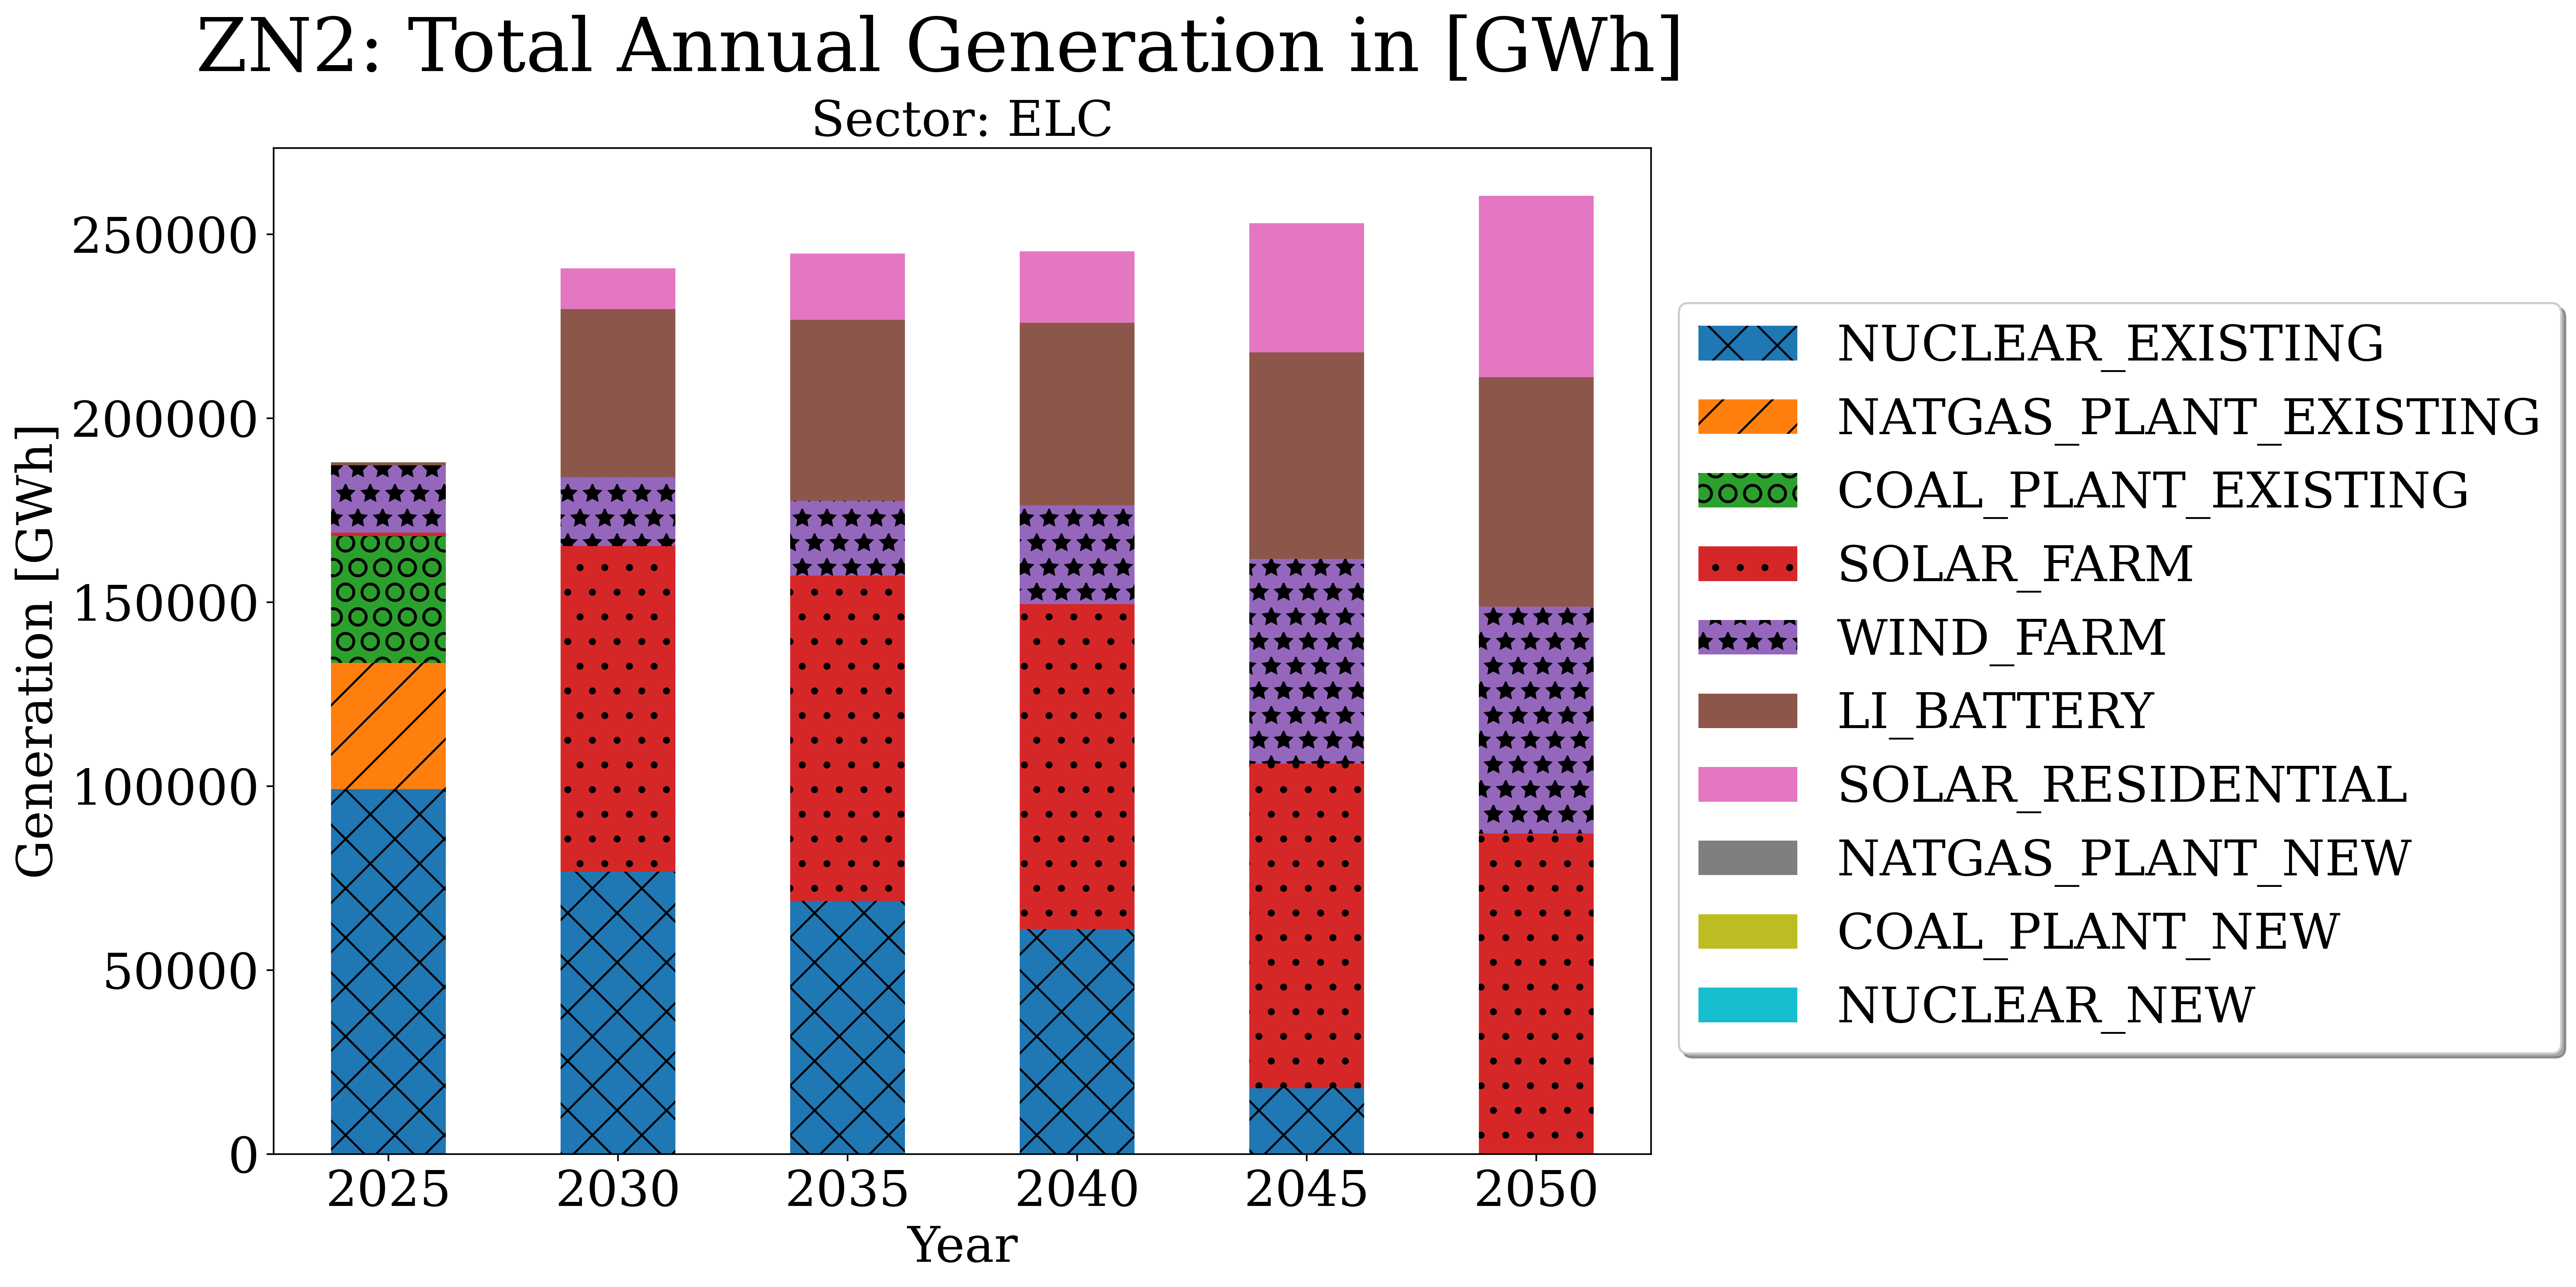 ZN2: Total Annual Generation in [GWh]
Sector: ELC
Generation [GWh]
250000
200000
150000
100000
50000
0
2025 2030 2035 2040 2045 2050
Year
NUCLEAR_EXISTING
NATGAS_PLANT_EXISTING
COAL_PLANT_EXISTING
SOLAR_FARM
WIND_FARM
LI_BATTERY
SOLAR_RESIDENTIAL
NATGAS_PLANT_NEW
COAL_PLANT_NEW
NUCLEAR_NEW